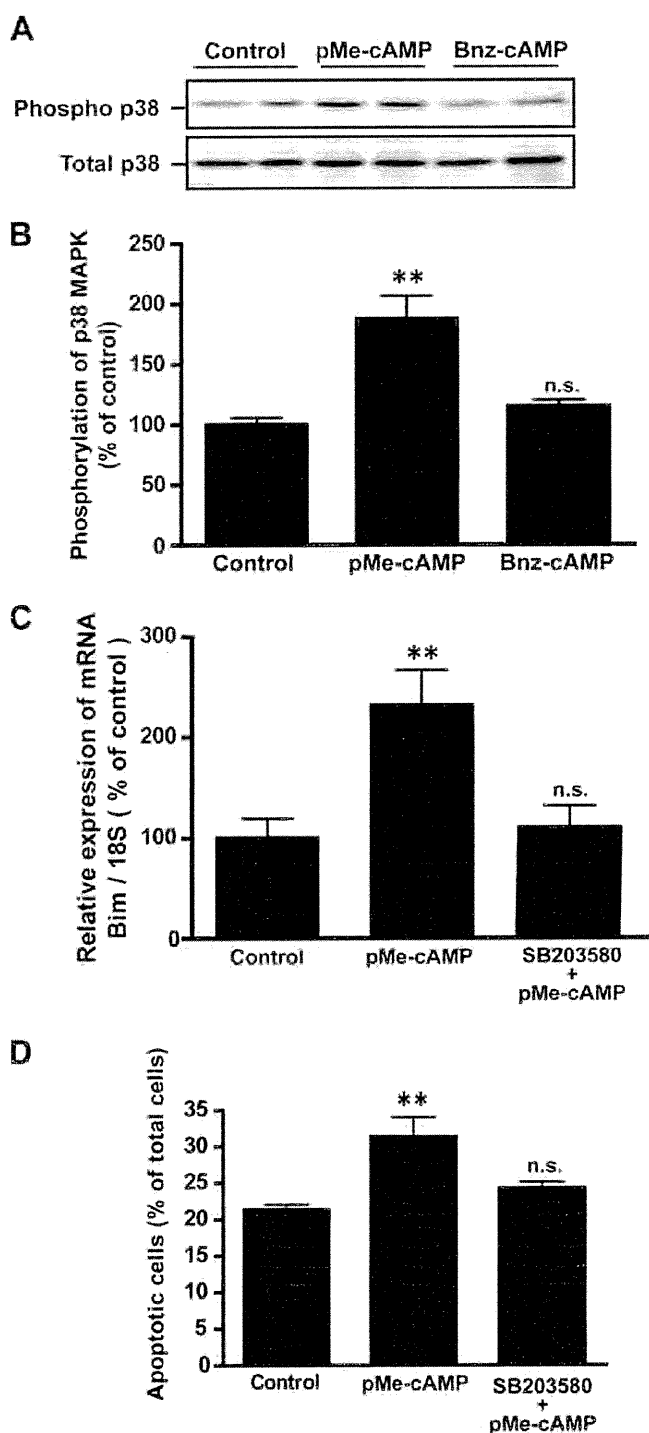 A
Control pMe-cAMP Bnz-cAMP
Phospho p38
Total p38
B
Phosphorylation of p38 MAPK
(% of control)
250
200
150
100
50
0
**
n.s.
Control pMe-cAMP Bnz-cAMP
C
Relative expression of mRNA
Bim / 18S ( % of control )
300
200
100
0
**
n.s.
Control pMe-cAMP SB203580
+
pMe-cAMP
D
Apoptotic cells (% of total cells)
35
30
25
20
15
10
5
0
**
n.s.
Control pMe-cAMP SB203580
+
pMe-cAMP